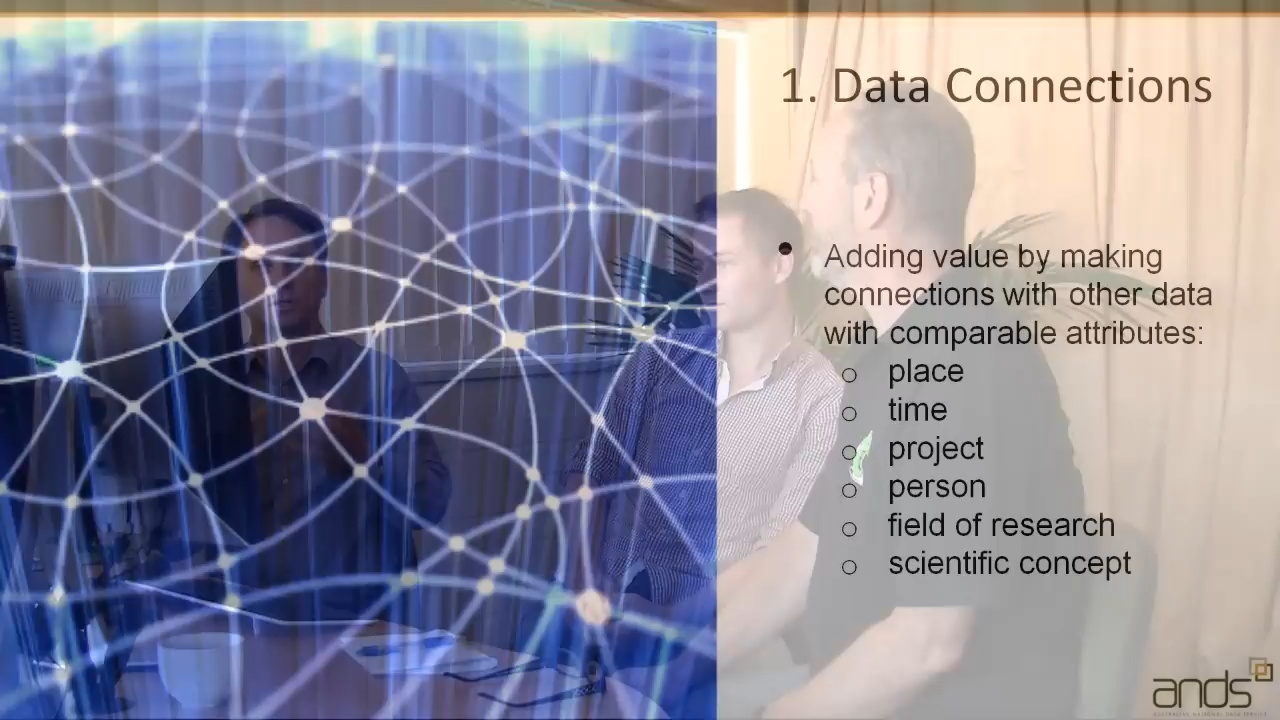 1. Data Connections
• Adding value by making
connections with other data
with comparable attributes:
o place
o time
o project
o person
o field of research
o scientific concept
ands